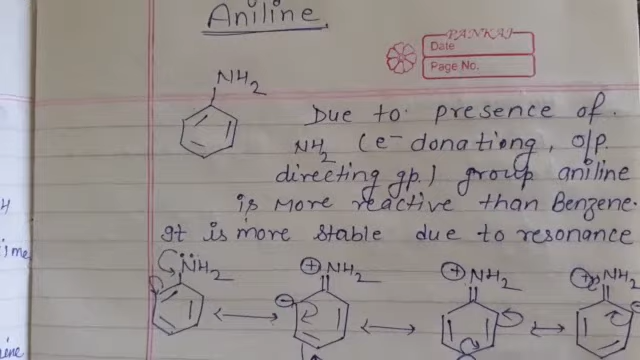 Aniline
PANKAJ
Date
Page No.
NH2
Due to presence of
NH2 (e- donationg, o/p
directing gp.) group aniline
is more reactive than Benzene.
It is more stable due to resonance
NH2
NH2
NH2
NH2